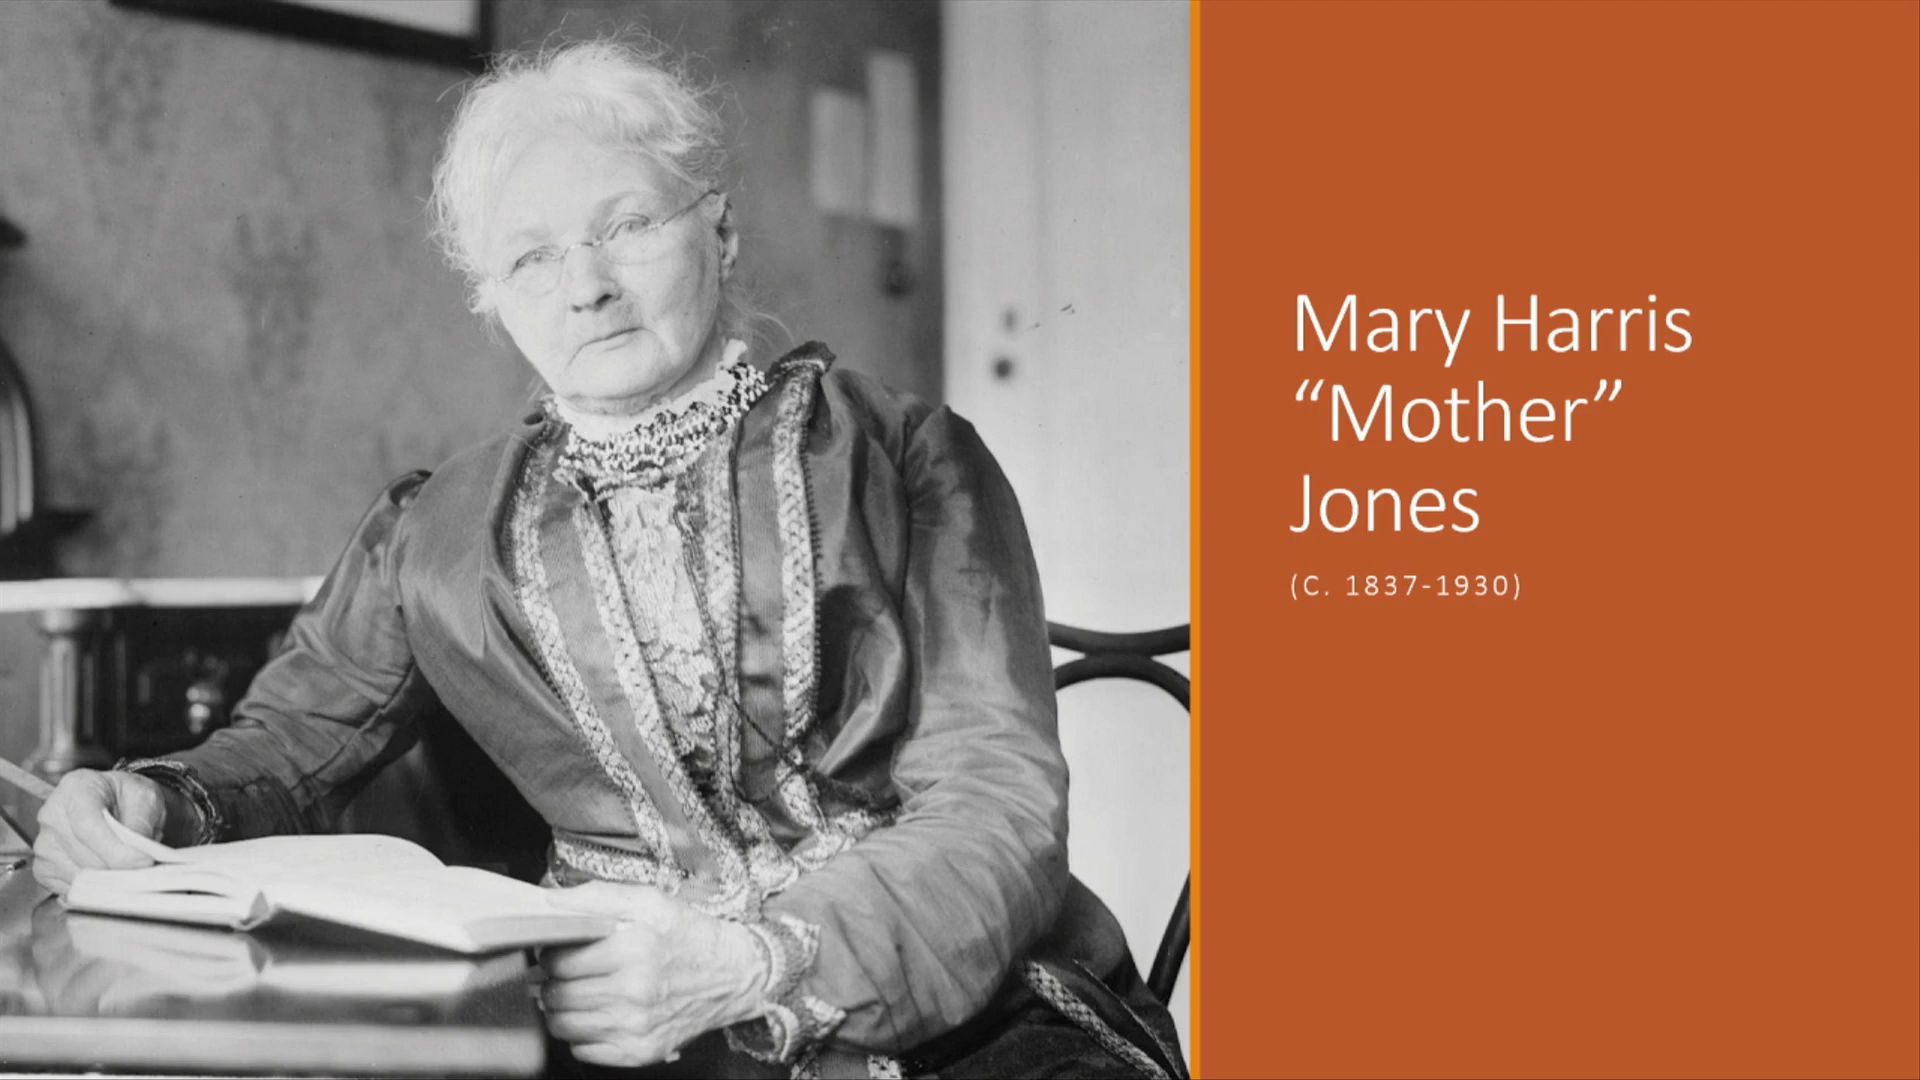 Mary Harris
“Mother”
Jones
(C. 1837-1930)